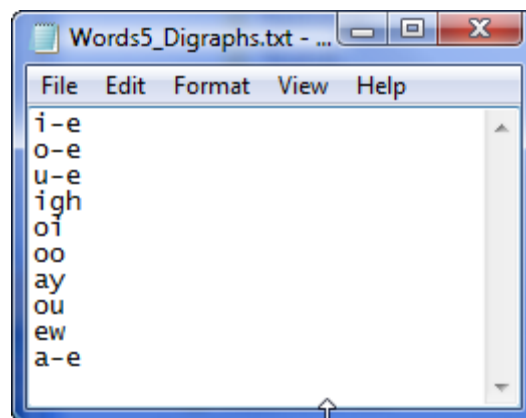 Words5_Digraphs.txt - ...
File Edit Format View Help
i-e
o-e
u-e
igh
oi
oo
ay
ou
ew
a-e